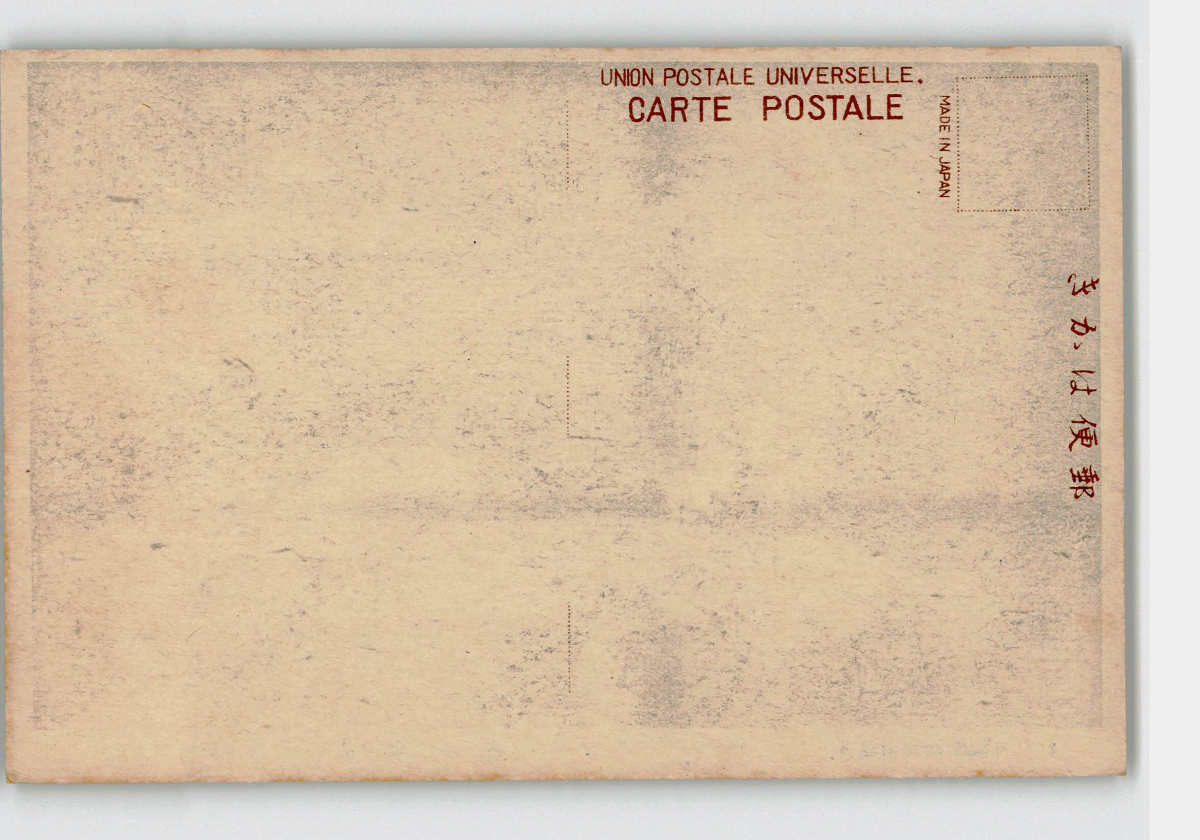 UNION POSTALE UNIVERSELLE.
CARTE POSTALE
MADE IN JAPAN
郵便はかき